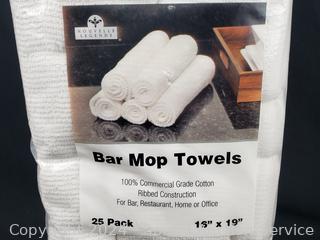 NOUVELLE
LEGENDE
Bar Mop Towels
100% Commercial Grade Cotton
Ribbed Construction
For Bar, Restaurant, Home or Office
25 Pack
16" x 19"